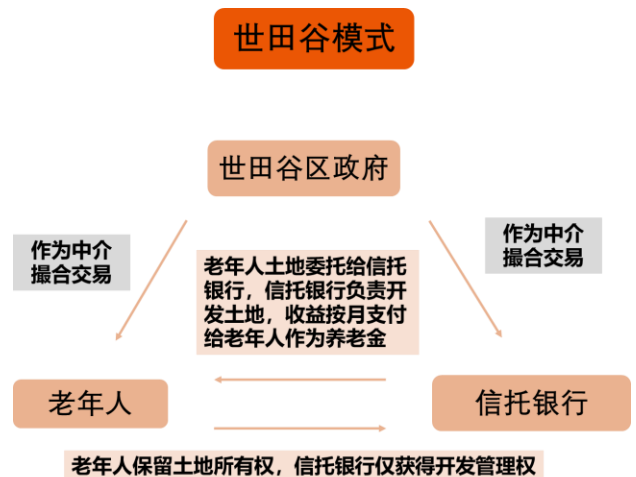 世田谷模式
世田谷区政府
作为中介
撮合交易
作为中介
撮合交易
老年人土地委托给信托
银行，信托银行负责开
发土地，收益按月支付
给老年人作为养老金
老年人
信托银行
老年人保留土地所有权，信托银行仅获得开发管理权